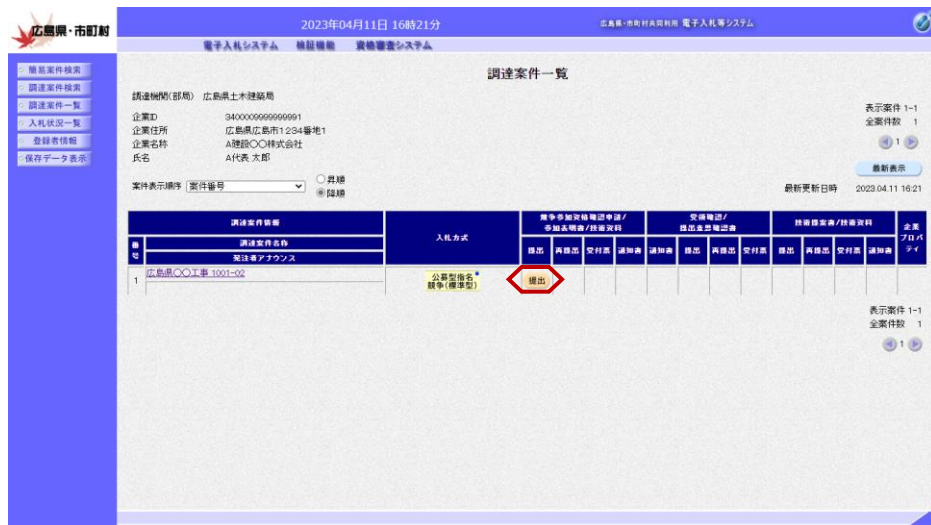 広島県・市町村
2023年04月11日 16時21分
広島県・市町村共同利用 電子入札等システム
電子入札システム 検証機能 資格審査システム
簡易案件検索
調達案件検索
調達案件一覧
入札状況一覧
登録者情報
保存データ表示
調達案件一覧
調達機関(部局) 広島県土木建築局
企業ID 3400009999999991
企業住所 広島県広島市1234番地1
企業名称 A建設〇〇株式会社
氏名 A代表 太郎
表示案件 1-1
全案件数 1
1
最新表示
案件表示順序 案件番号
昇順
降順
最新更新日時 2023.04.11 16:21
調達案件情報
番号
調達案件名称
発注者アナウンス
入札方式
競争参加資格確認申請/
参加表明書/技術資料
提出 再提出 受付票 通知書
受領確認/
提出意思確認書
通知書 提出 再提出 受付票
技術提案書/技術資料
提出 再提出 受付票 通知書
企業
プロパ
ティ
1 広島県〇〇工事 1001-02
公募型指名
競争(標準型)
提出
表示案件 1-1
全案件数 1
1